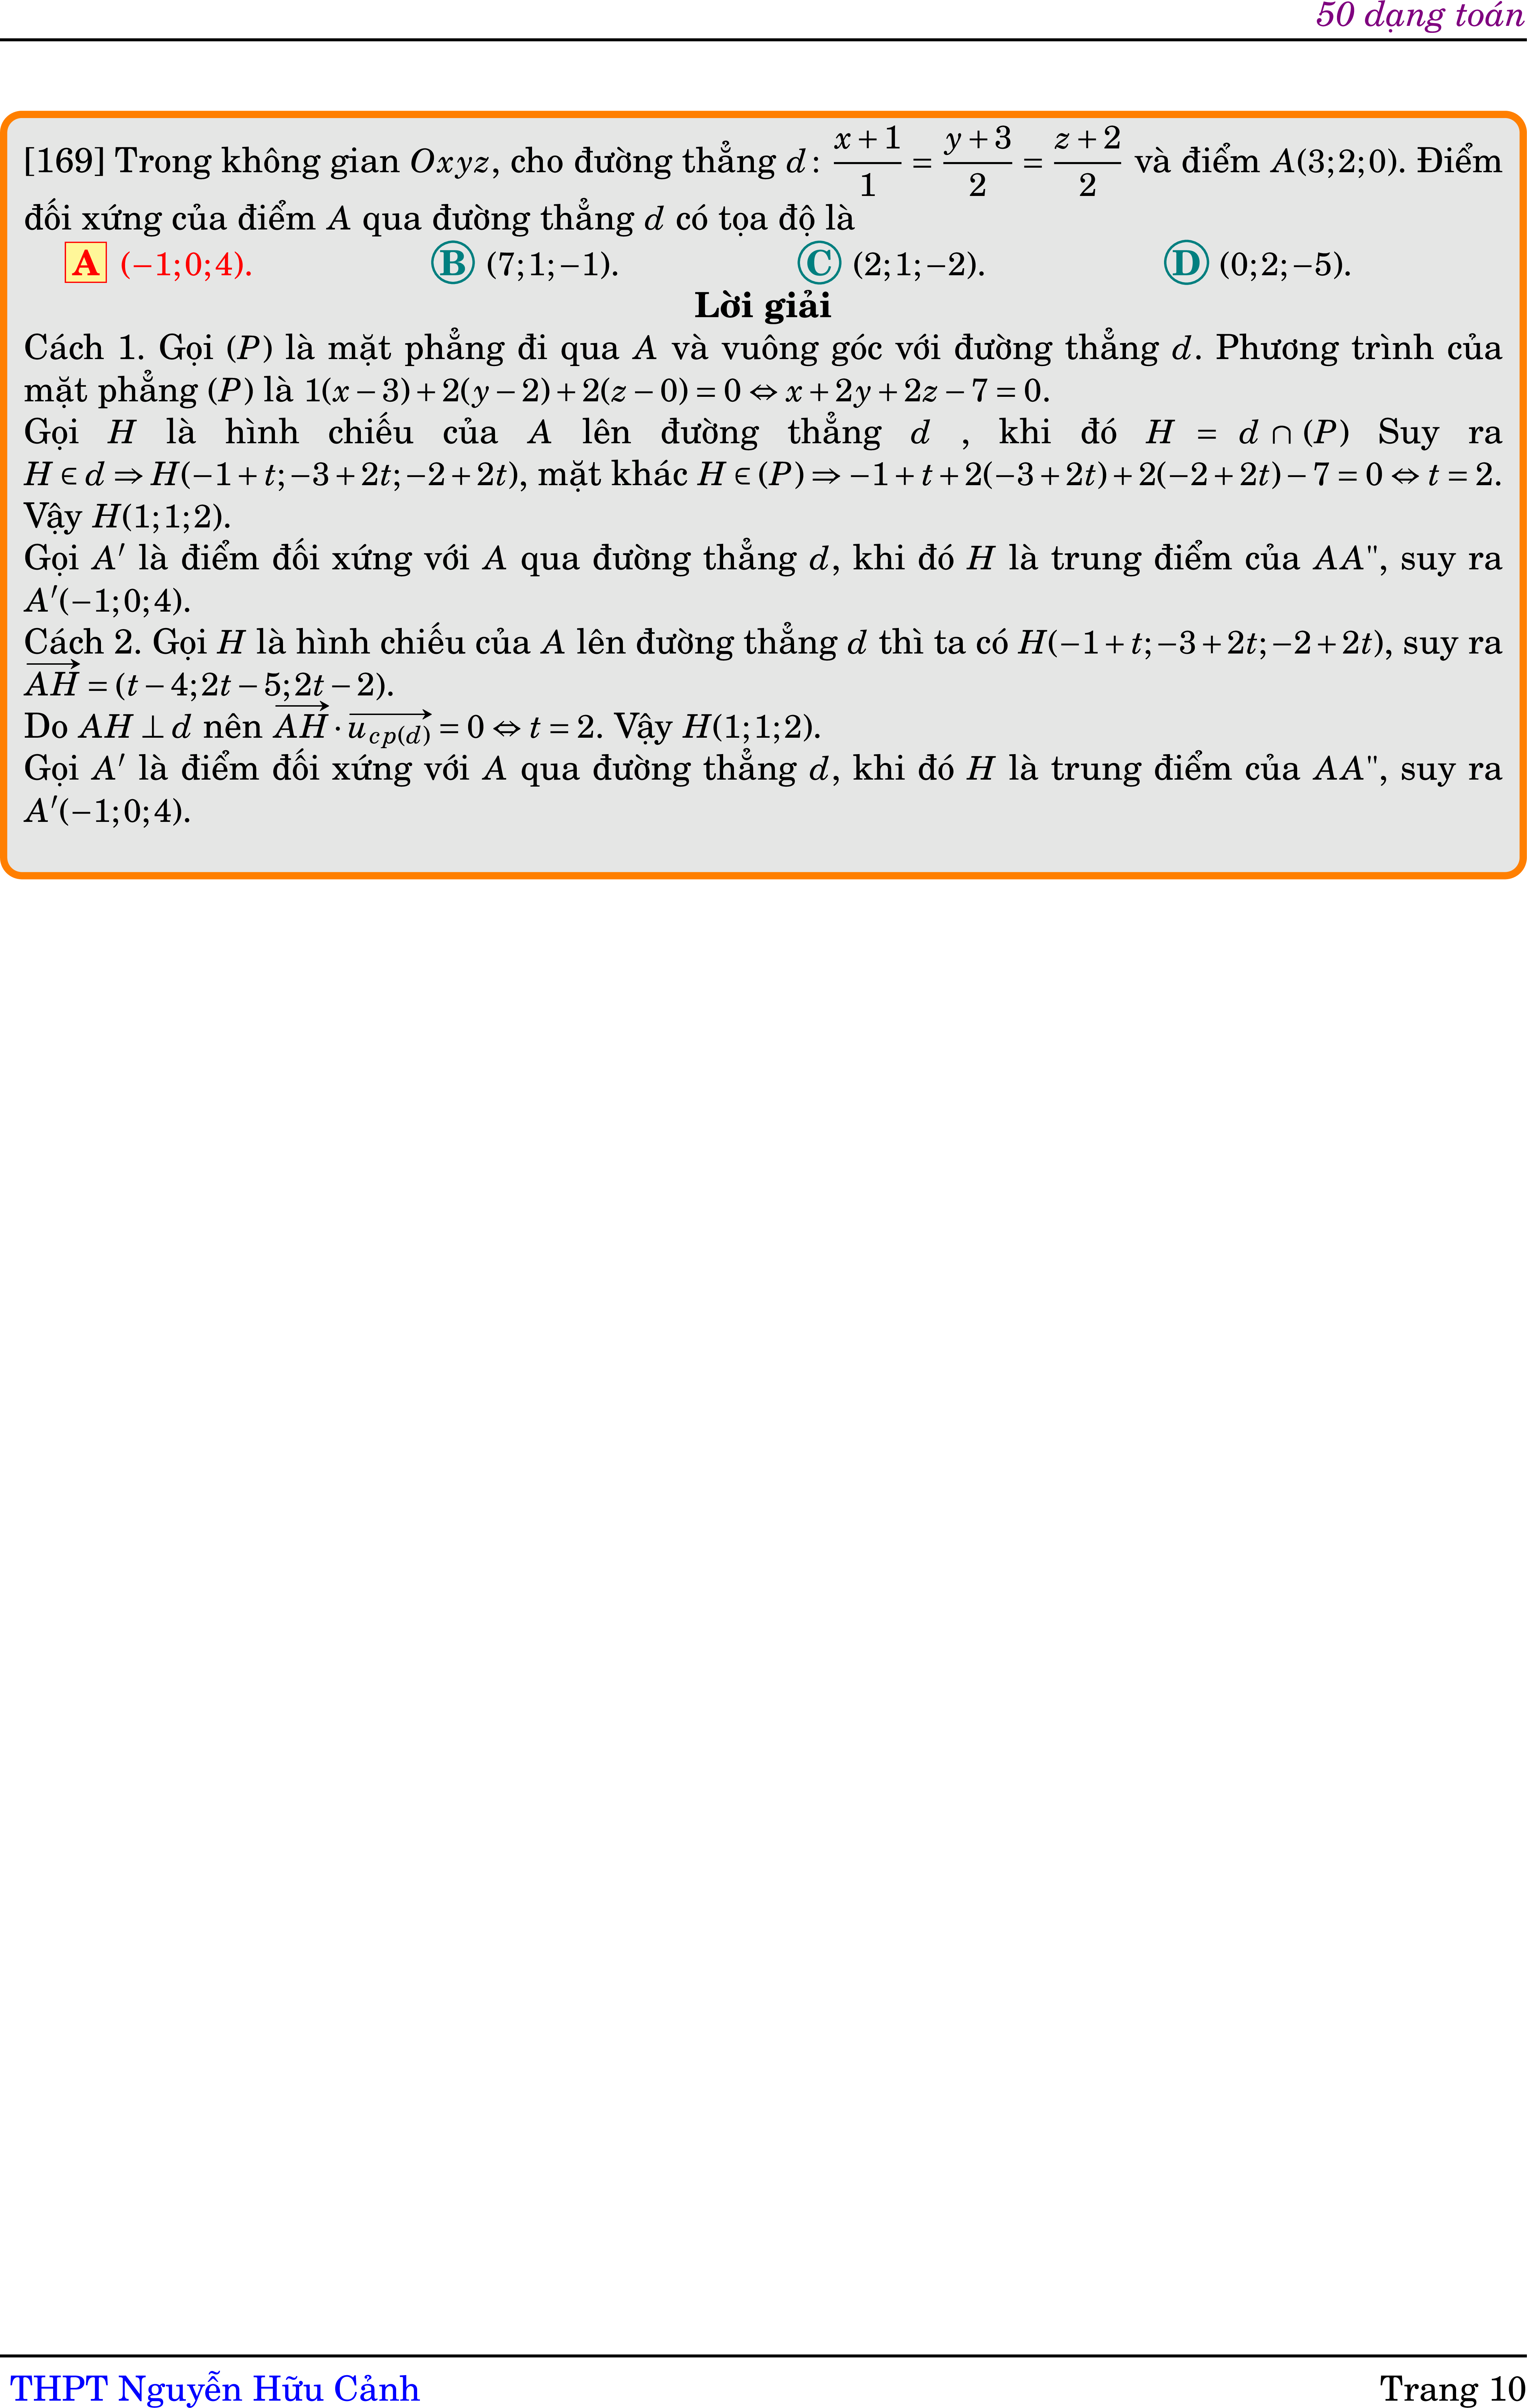 50 dạng toán
[169] Trong không gian Oxyz, cho đường thẳng d: \frac{x+1}{1} = \frac{y+3}{2} = \frac{z+2}{2} và điểm A(3;2;0). Điểm
đối xứng của điểm A qua đường thẳng d có tọa độ là
A (−1;0;4). B (7;1;−1). C (2;1;−2). D (0;2;−5).
Lời giải
Cách 1. Gọi (P) là mặt phẳng đi qua A và vuông góc với đường thẳng d. Phương trình của
mặt phẳng (P) là 1(x−3)+2(y−2)+2(z−0) = 0 ⇔ x+2y+2z−7 = 0.
Gọi H là hình chiếu của A lên đường thẳng d , khi đó H = d∩(P) Suy ra
H ∈ d ⇒ H(−1+t;−3+2t;−2+2t), mặt khác H ∈ (P) ⇒ −1+t+2(−3+2t)+2(−2+2t)−7 = 0 ⇔ t = 2.
Vậy H(1;1;2).
Gọi A′ là điểm đối xứng với A qua đường thẳng d, khi đó H là trung điểm của AA", suy ra
A′(−1;0;4).
Cách 2. Gọi H là hình chiếu của A lên đường thẳng d thì ta có H(−1+t;−3+2t;−2+2t), suy ra
\overrightarrow{AH} = (t−4;2t−5;2t−2).
Do AH ⊥ d nên \overrightarrow{AH}·\overrightarrow{u_{cp(d)}} = 0 ⇔ t = 2. Vậy H(1;1;2).
Gọi A′ là điểm đối xứng với A qua đường thẳng d, khi đó H là trung điểm của AA", suy ra
A′(−1;0;4).
THPT Nguyễn Hữu Cảnh Trang 10